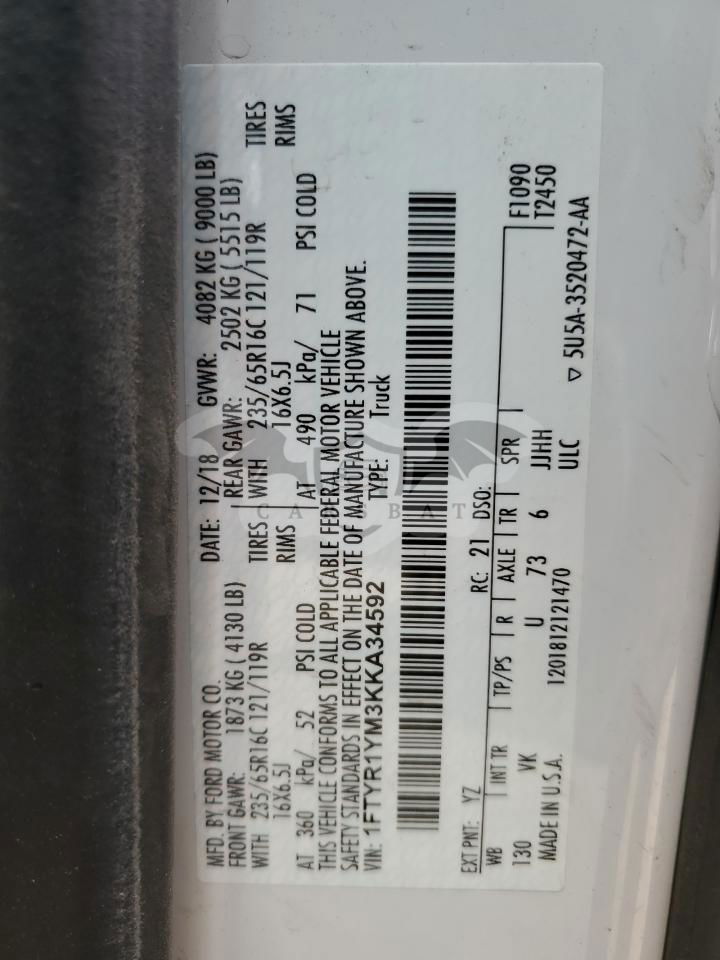 MFD. BY FORD MOTOR CO. DATE: 12/18 GVWR: 4082 KG ( 9000 LB)
FRONT GAWR: 1873 KG ( 4130 LB) REAR GAWR: 2502 KG ( 5515 LB)
WITH 235/65R16C 121/119R TIRES WITH 235/65R16C 121/119R TIRES
16X6.5J RIMS 16X6.5J RIMS
AT 360 kPa/ 52 PSI COLD AT 490 kPa/ 71 PSI COLD
THIS VEHICLE CONFORMS TO ALL APPLICABLE FEDERAL MOTOR VEHICLE
SAFETY STANDARDS IN EFFECT ON THE DATE OF MANUFACTURE SHOWN ABOVE.
VIN: 1FTYR1YM3KKA34592 TYPE: Truck
CARSBAT
EXT PNT: YZ RC: 21 DSO:
WB INT TR TP/PS R AXLE TR SPR F1090
130 VK U 73 6 JJHH T2450
MADE IN U.S.A. 1201812121470 ULC
▽ 5U5A-3520472-AA